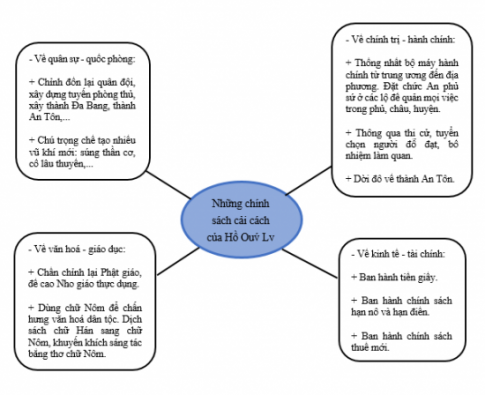 - Về quân sự - quốc phòng:
+ Chỉnh đốn lại quân đội,
xây dựng tuyến phòng thủ,
xây thành Đa Bang, thành
An Tôn,...
+ Chú trọng chế tạo nhiều
vũ khí mới: súng thần cơ,
cổ lâu thuyền,...
- Về chính trị - hành chính:
+ Thống nhất bộ máy hành
chính từ trung ương đến địa
phương. Đặt chức An phủ
sứ ở các lộ để quản mọi việc
trong phủ, châu, huyện.
+ Thông qua thi cử, tuyển
chọn người đỗ đạt, bổ
nhiệm làm quan.
+ Dời đô về thành An Tôn.
Những chính
sách cải cách
của Hồ Quý Ly
- Về văn hoá - giáo dục:
+ Chấn chỉnh lại Phật giáo,
đề cao Nho giáo thực dụng.
+ Dùng chữ Nôm để chấn
hưng văn hoá dân tộc. Dịch
sách chữ Hán sang chữ
Nôm, khuyến khích sáng tác
bằng thơ chữ Nôm.
- Về kinh tế - tài chính:
+ Ban hành tiền giấy.
+ Ban hành chính sách
hạn nô và hạn điền.
+ Ban hành chính sách
thuế mới.